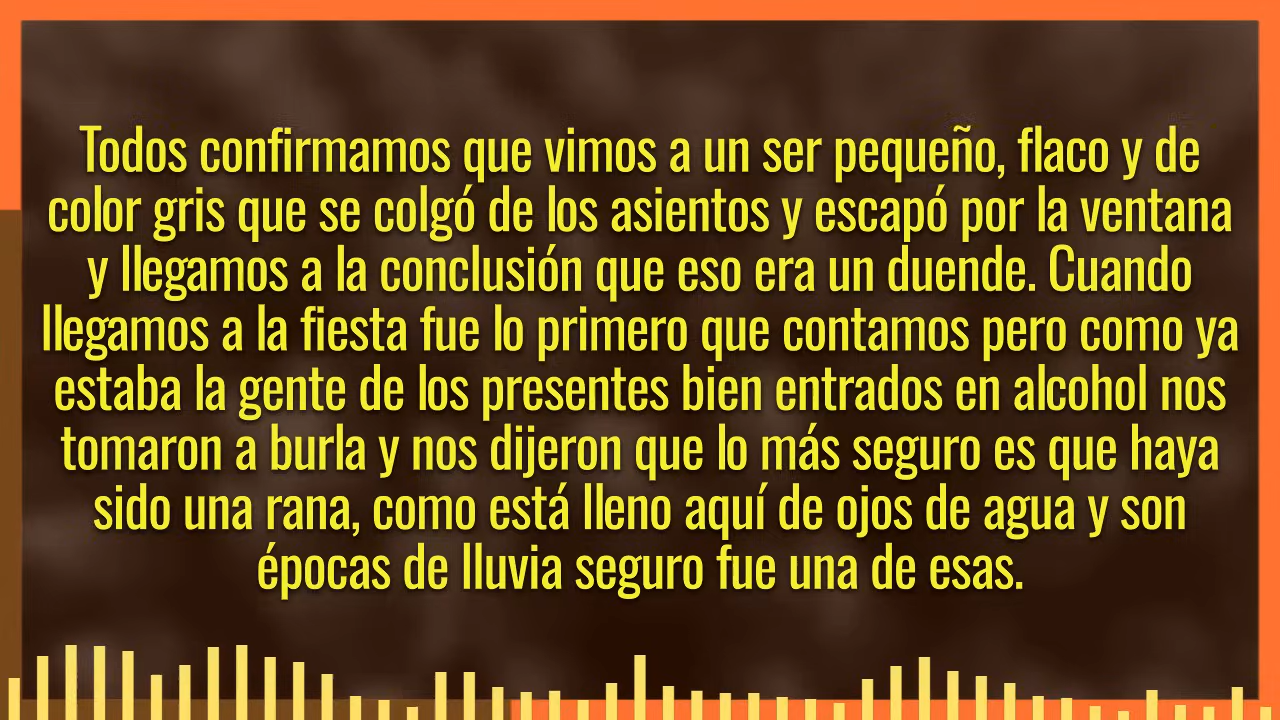 Todos confirmamos que vimos a un ser pequeño, flaco y de
color gris que se colgó de los asientos y escapó por la ventana
y llegamos a la conclusión que eso era un duende. Cuando
llegamos a la fiesta fue lo primero que contamos pero como ya
estaba la gente de los presentes bien entrados en alcohol nos
tomaron a burla y nos dijeron que lo más seguro es que haya
sido una rana, como está lleno aquí de ojos de agua y son
épocas de lluvia seguro fue una de esas.